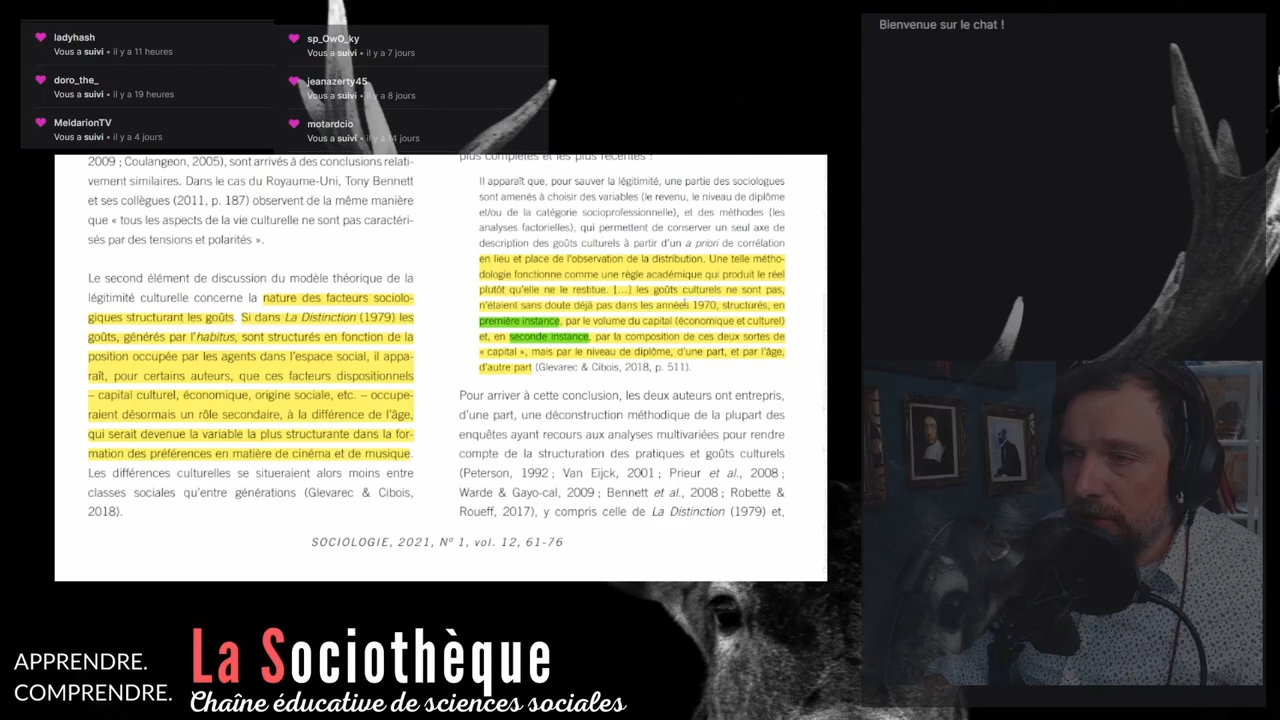 ladyhash
Vous a suivi • il y a 11 heures
doro_the_
Vous a suivi • il y a 19 heures
MeldarionTV
Vous a suivi • il y a 4 jours
sp_OwO_ky
Vous a suivi • il y a 7 jours
jeanazerty45
Vous a suivi • il y a 8 jours
motardcio
Vous a suivi • il y a 14 jours
Bienvenue sur le chat !
2009 ; Coulangeon, 2005), sont arrivés à des conclusions relati-
vement similaires. Dans le cas du Royaume-Uni, Tony Bennett
et ses collègues (2011, p. 187) observent de la même manière
que « tous les aspects de la vie culturelle ne sont pas caractéri-
sés par des tensions et polarités ».
Le second élément de discussion du modèle théorique de la
légitimité culturelle concerne la nature des facteurs sociolo-
giques structurant les goûts. Si dans La Distinction (1979) les
goûts, générés par l'habitus, sont structurés en fonction de la
position occupée par les agents dans l'espace social, il appa-
raît, pour certains auteurs, que ces facteurs dispositionnels
– capital culturel, économique, origine sociale, etc. – occupe-
raient désormais un rôle secondaire, à la différence de l'âge,
qui serait devenue la variable la plus structurante dans la for-
mation des préférences en matière de cinéma et de musique.
Les différences culturelles se situeraient alors moins entre
classes sociales qu'entre générations (Glevarec & Cibois,
2018).
plus complètes et les plus récentes :
Il apparaît que, pour sauver la légitimité, une partie des sociologues
sont amenés à choisir des variables (le revenu, le niveau de diplôme
et/ou de la catégorie socioprofessionnelle), et des méthodes (les
analyses factorielles), qui permettent de conserver un seul axe de
description des goûts culturels à partir d'un a priori de corrélation
en lieu et place de l'observation de la distribution. Une telle métho-
dologie fonctionne comme une règle académique qui produit le réel
plutôt qu'elle ne le restitue. […] les goûts culturels ne sont pas,
n'étaient sans doute déjà pas dans les années 1970, structurés, en
première instance, par le volume du capital (économique et culturel)
et, en seconde instance, par la composition de ces deux sortes de
« capital », mais par le niveau de diplôme, d'une part, et par l'âge,
d'autre part (Glevarec & Cibois, 2018, p. 511).
Pour arriver à cette conclusion, les deux auteurs ont entrepris,
d'une part, une déconstruction méthodique de la plupart des
enquêtes ayant recours aux analyses multivariées pour rendre
compte de la structuration des pratiques et goûts culturels
(Peterson, 1992 ; Van Eijck, 2001 ; Prieur et al., 2008 ;
Warde & Gayo-cal, 2009 ; Bennett et al., 2008 ; Robette &
Roueff, 2017), y compris celle de La Distinction (1979) et,
SOCIOLOGIE, 2021, N° 1, vol. 12, 61-76
APPRENDRE.
COMPRENDRE.
La Sociothèque
Chaîne éducative de sciences sociales